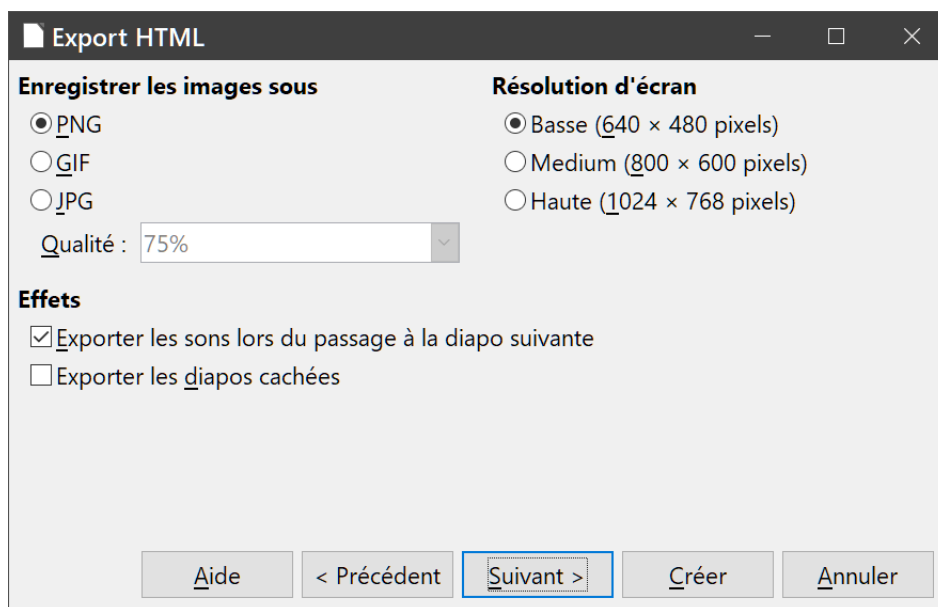 Export HTML
Enregistrer les images sous
PNG
GIF
JPG
Qualité : 75%
Résolution d'écran
Basse (640 × 480 pixels)
Medium (800 × 600 pixels)
Haute (1024 × 768 pixels)
Effets
Exporter les sons lors du passage à la diapo suivante
Exporter les diapos cachées
Aide < Précédent Suivant > Créer Annuler